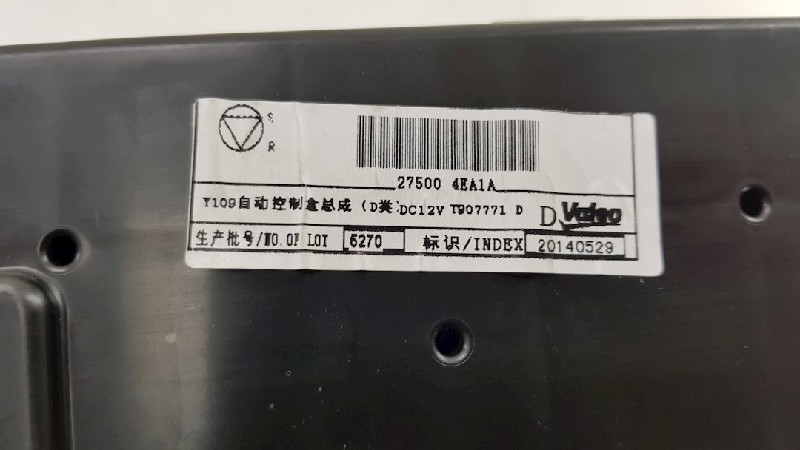 S
R
27500 4EA1A
Y109自动控制盒总成 (D类)DC12V T907771 D D Valeo
生产批号/NO.OF LOT 5270 标识/INDEX 20140529